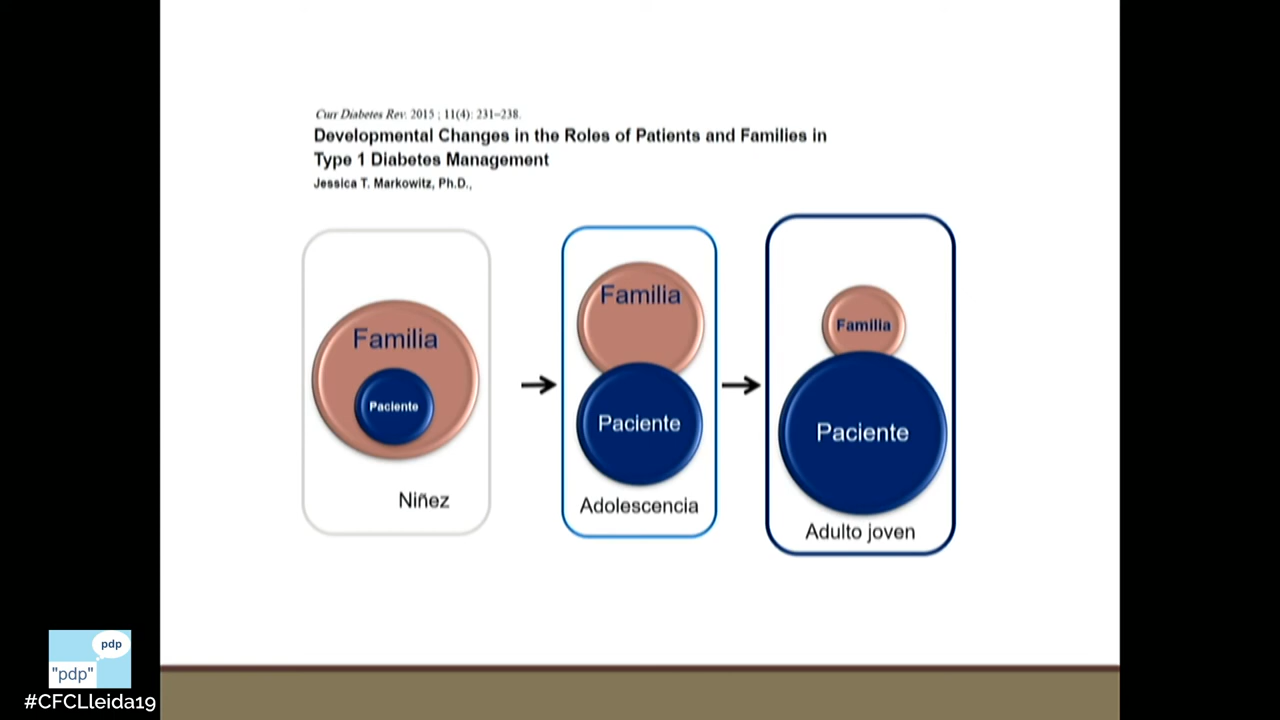 Curr Diabetes Rev. 2015 ; 11(4): 231–238.
Developmental Changes in the Roles of Patients and Families in
Type 1 Diabetes Management
Jessica T. Markowitz, Ph.D.,
Familia
Paciente
Niñez
Familia
Paciente
Adolescencia
Familia
Paciente
Adulto joven
pdp
"pdp"
#CFCLleida19